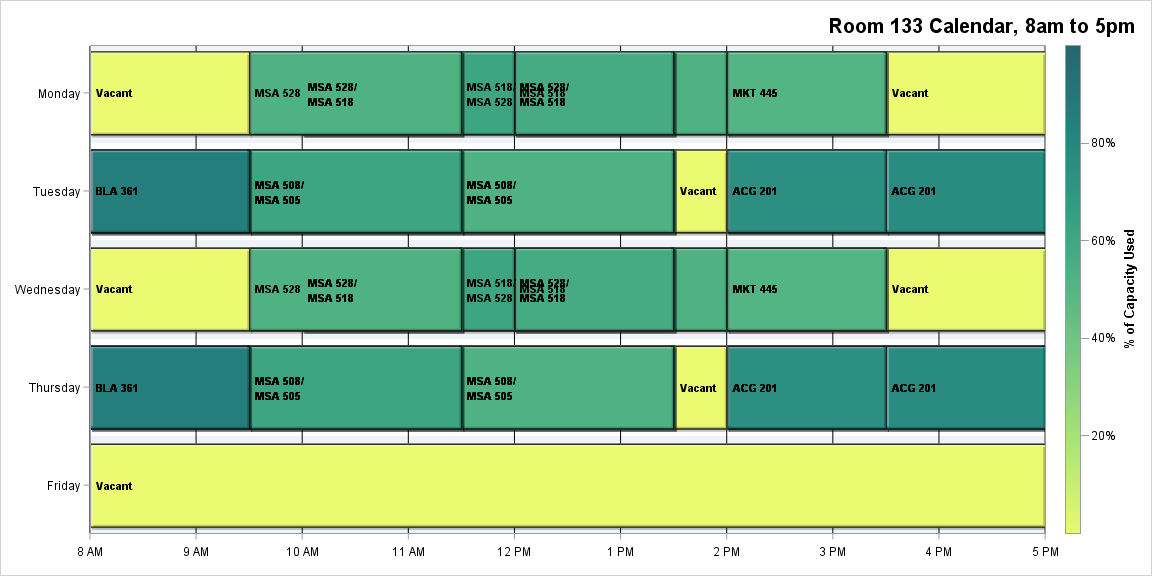 Room 133 Calendar, 8am to 5pm
Monday
Vacant
MSA 528
MSA 528/
MSA 518
MSA 518/
MSA 528
MSA 528/
MSA 518
MSA 518
MKT 445
Vacant
Tuesday
BLA 361
MSA 508/
MSA 505
MSA 508/
MSA 505
Vacant
ACG 201
ACG 201
Wednesday
Vacant
MSA 528
MSA 528/
MSA 518
MSA 518/
MSA 528
MSA 528/
MSA 518
MSA 518
MKT 445
Vacant
Thursday
BLA 361
MSA 508/
MSA 505
MSA 508/
MSA 505
Vacant
ACG 201
ACG 201
Friday
Vacant
8 AM
9 AM
10 AM
11 AM
12 PM
1 PM
2 PM
3 PM
4 PM
5 PM
80%
60%
40%
20%
% of Capacity Used